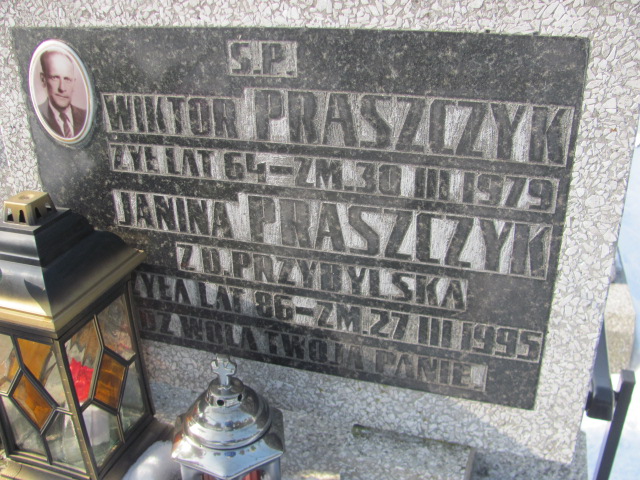 Ś.P.
WIKTOR PRASZCZYK
ŻYŁ LAT 64 – ZM. 30 III 1979
JANINA PRASZCZYK
Z D. PRZYBYLSKA
ŻYŁA LAT 86 – ZM. 27 III 1995
BĄDŹ WOLA TWOJA PANIE